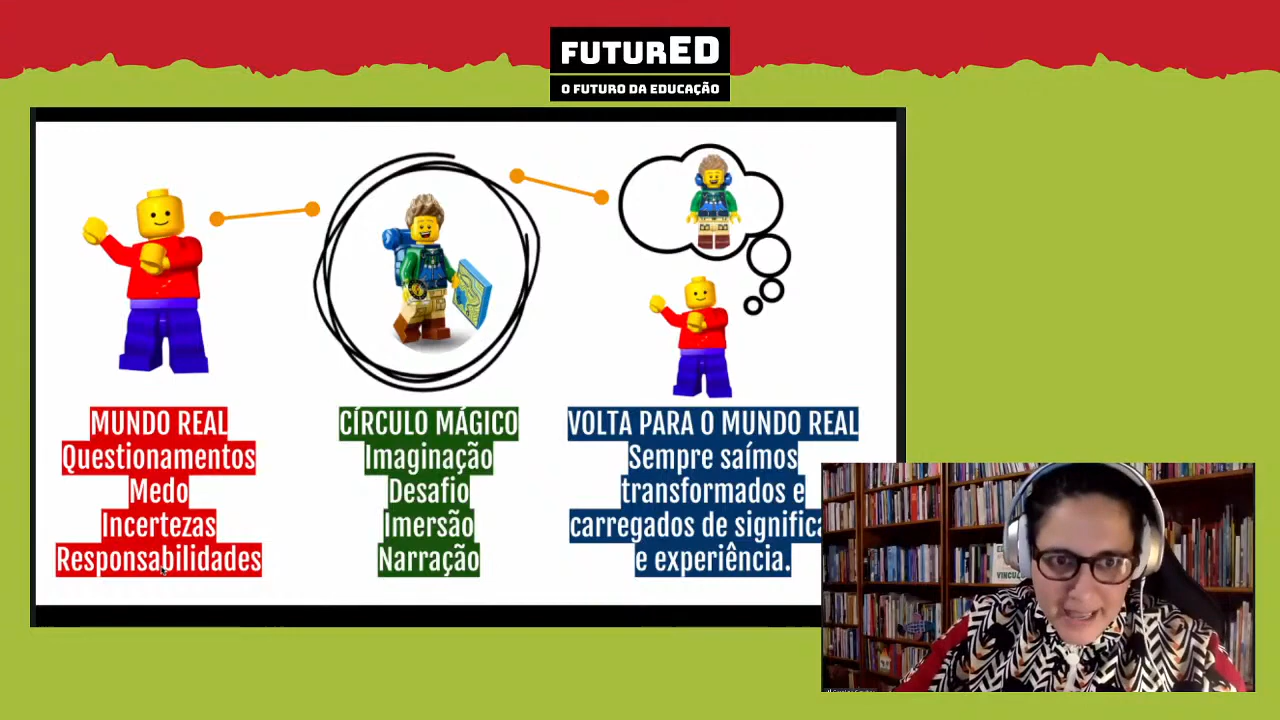 FUTURED
O FUTURO DA EDUCAÇÃO
MUNDO REAL
Questionamentos
Medo
Incertezas
Responsabilidades
CÍRCULO MÁGICO
Imaginação
Desafio
Imersão
Narração
VOLTA PARA O MUNDO REAL
Sempre saímos
transformados e
carregados de significa
e experiência.